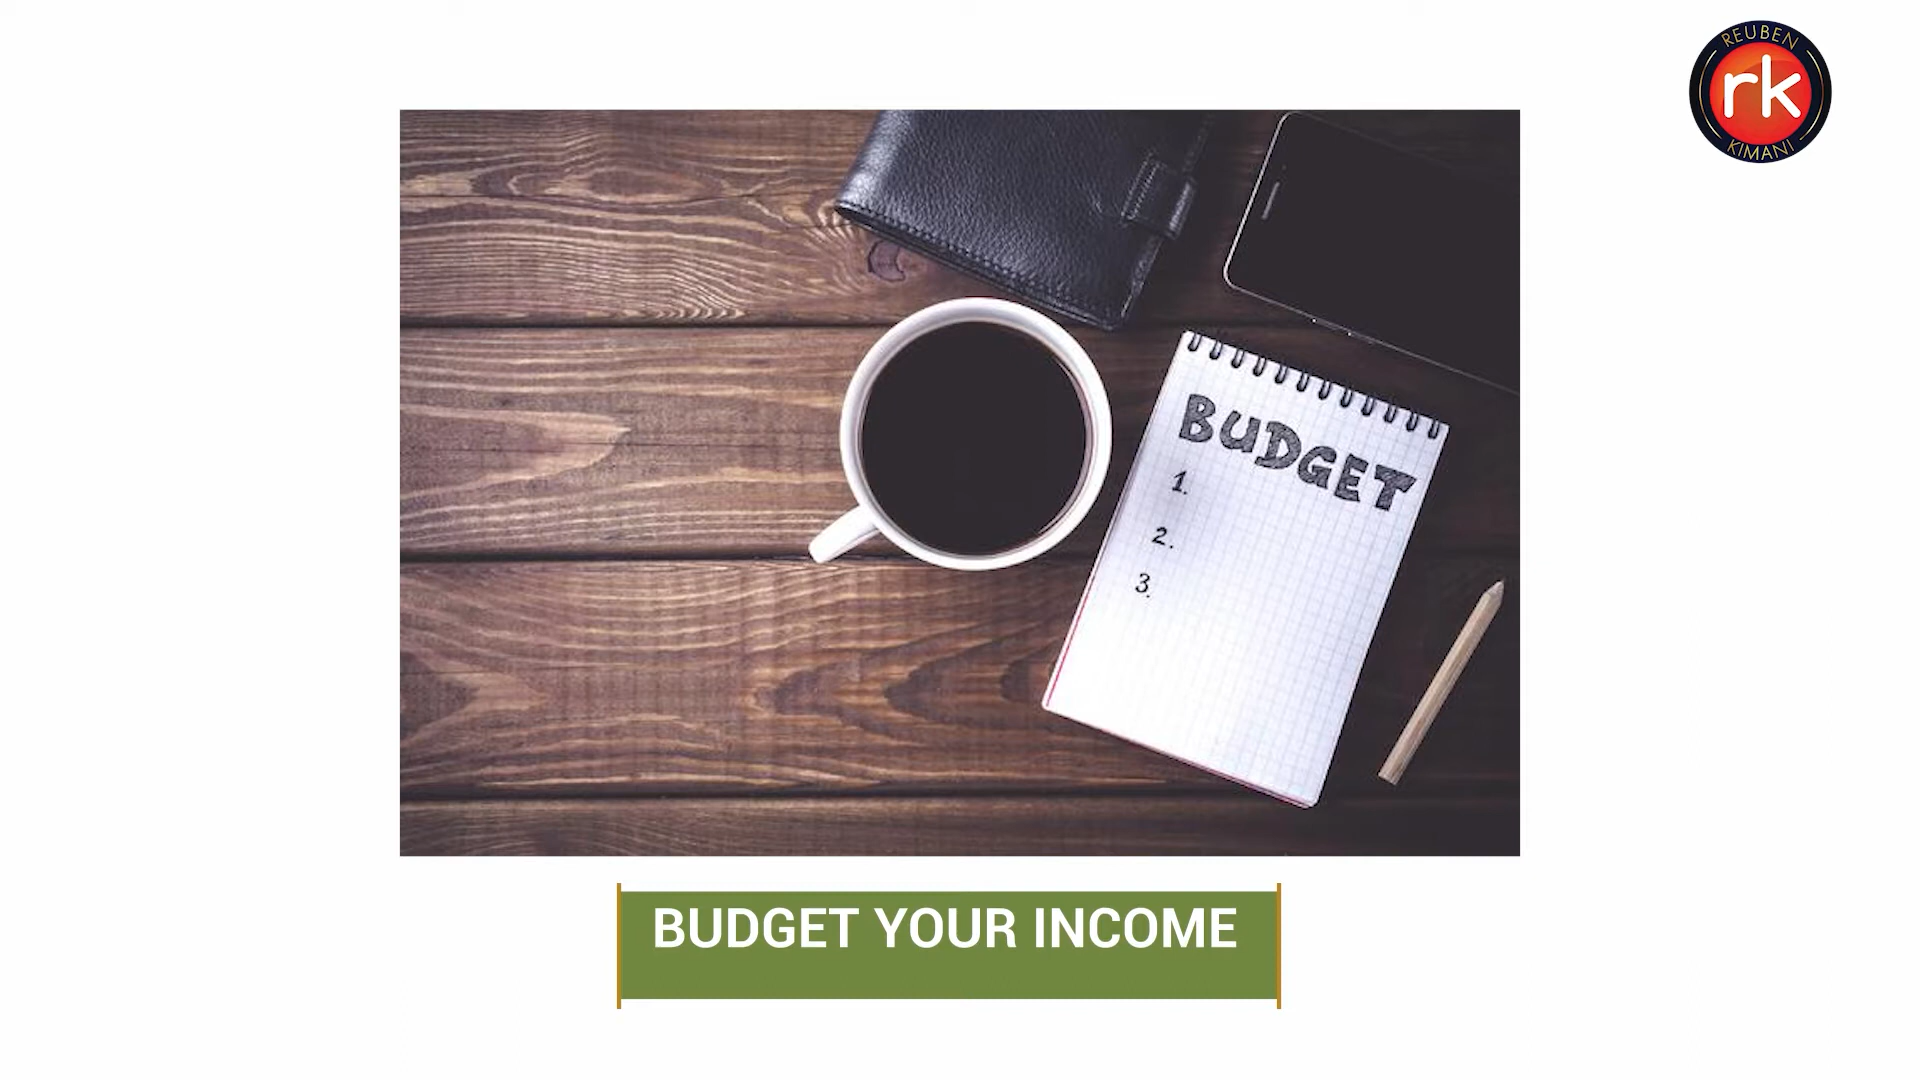 REUBEN
rk
KIMANI
BUDGET
1.
2.
3.
BUDGET YOUR INCOME